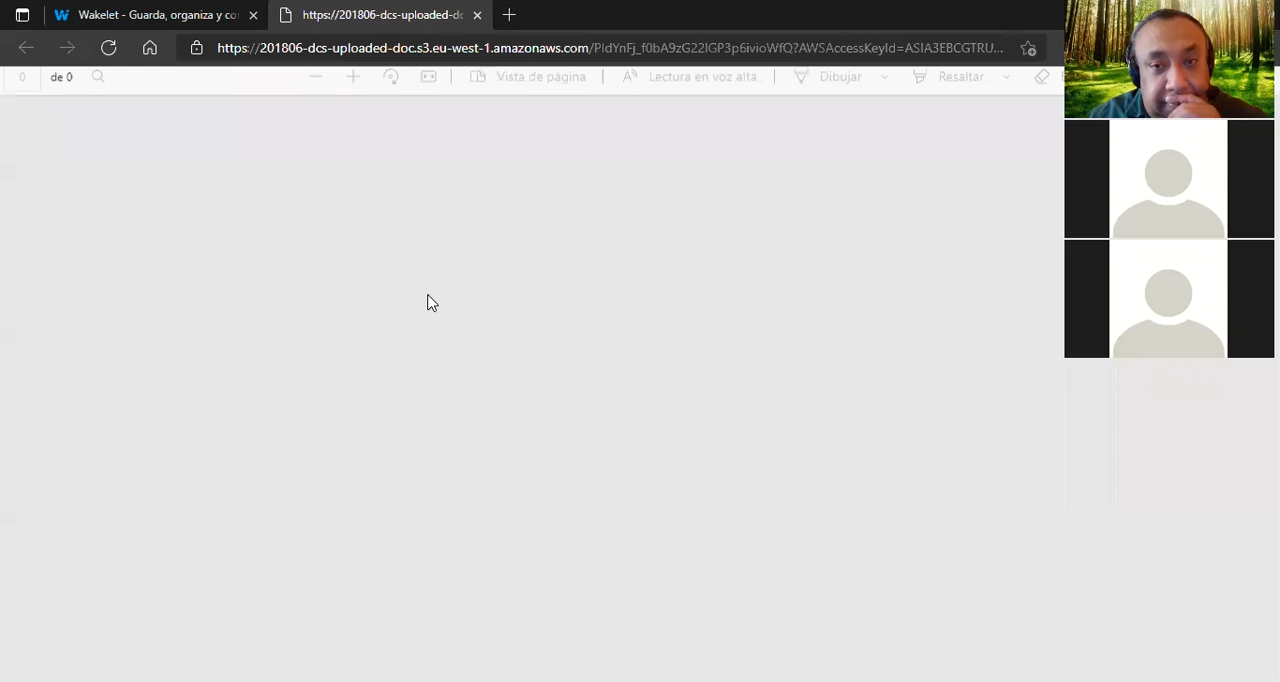 Wakelet - Guarda, organiza y co
https://201806-dcs-uploaded-do
https://201806-dcs-uploaded-doc.s3.eu-west-1.amazonaws.com/PIdYnFj_f0bA9zG22lGP3p6ivioWfQ?AWSAccessKeyId=ASIA3EBCGTRU...
0 de 0 Vista de página A Lectura en voz alta Dibujar Resaltar